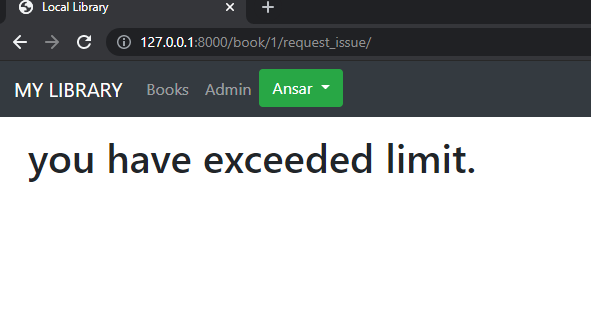 Local Library
127.0.0.1:8000/book/1/request_issue/
MY LIBRARY Books Admin Ansar
you have exceeded limit.